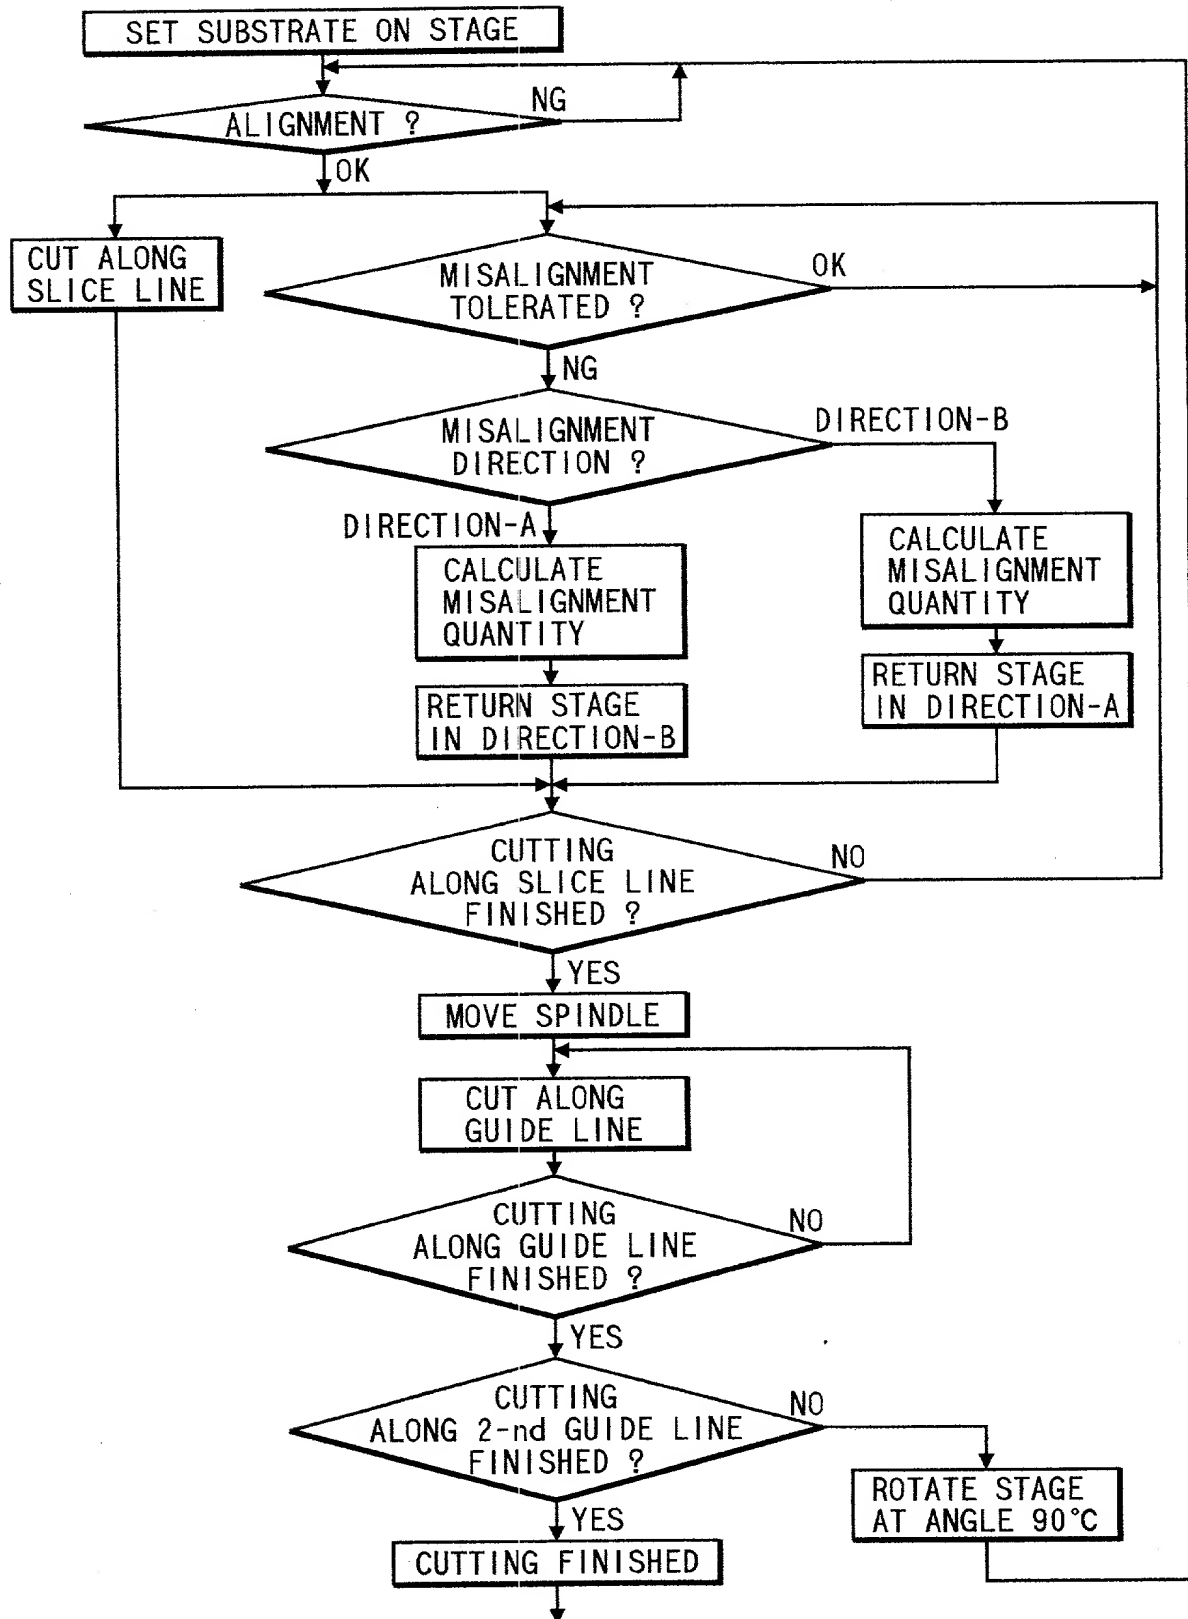 SET SUBSTRATE ON STAGE
ALIGNMENT ?
NG
OK
CUT ALONG
SLICE LINE
MISALIGNMENT
TOLERATED ?
OK
NG
MISALIGNMENT
DIRECTION ?
DIRECTION-B
DIRECTION-A
CALCULATE
MISALIGNMENT
QUANTITY
CALCULATE
MISALIGNMENT
QUANTITY
RETURN STAGE
IN DIRECTION-B
RETURN STAGE
IN DIRECTION-A
CUTTING
ALONG SLICE LINE
FINISHED ?
NO
YES
MOVE SPINDLE
CUT ALONG
GUIDE LINE
CUTTING
ALONG GUIDE LINE
FINISHED ?
NO
YES
CUTTING
ALONG 2-nd GUIDE LINE
FINISHED ?
NO
YES
ROTATE STAGE
AT ANGLE 90°C
CUTTING FINISHED